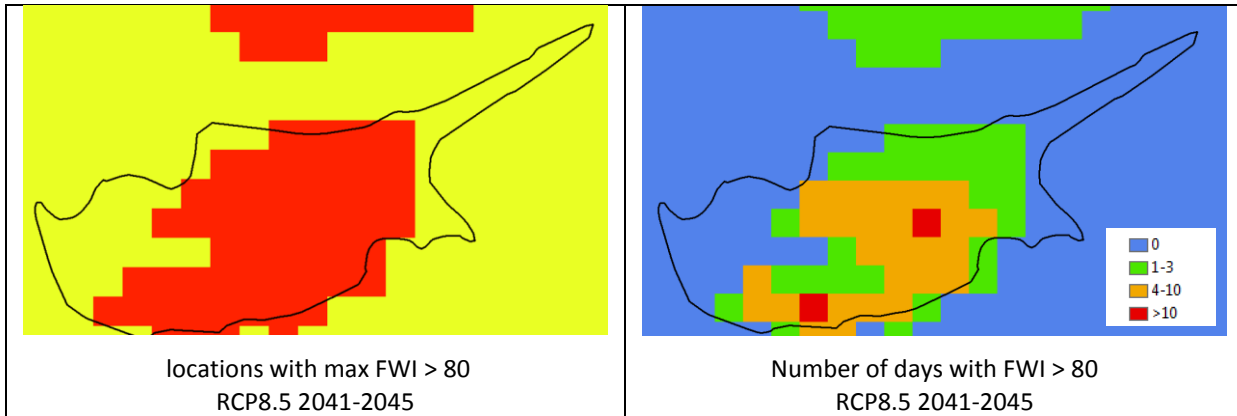 0
1-3
4-10
>10
locations with max FWI > 80
RCP8.5 2041-2045
Number of days with FWI > 80
RCP8.5 2041-2045